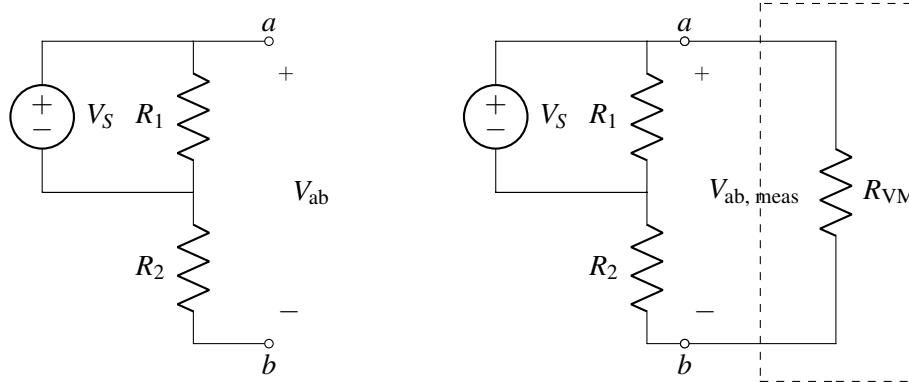 a
+
−
V_S
R_1
+
V_ab
R_2
−
b
a
+
−
V_S
R_1
+
V_ab, meas
R_VM
R_2
−
b